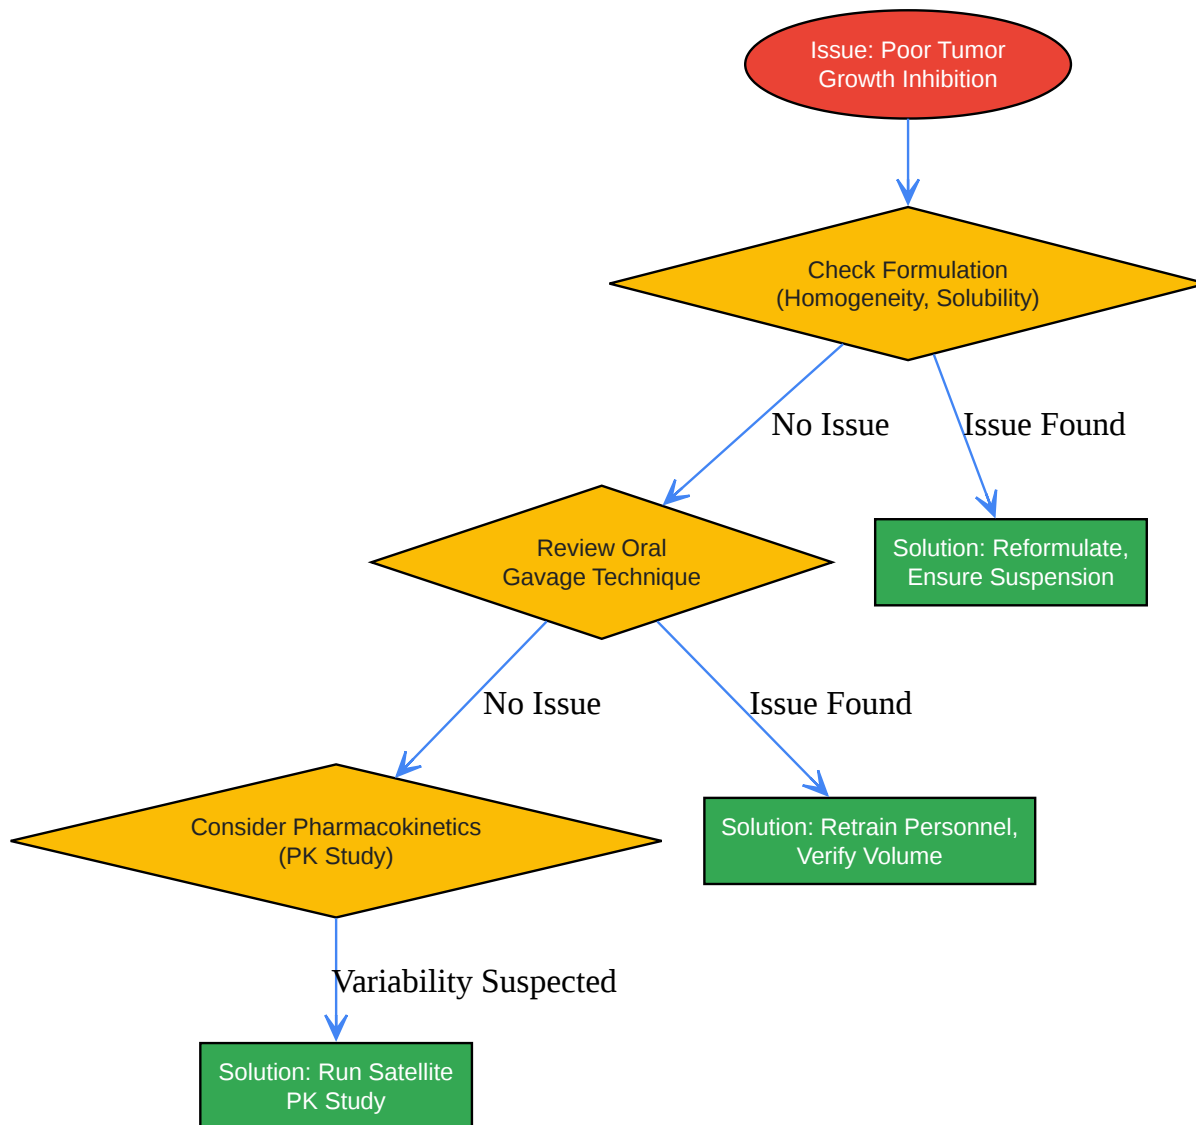 Issue: Poor Tumor
Growth Inhibition
Check Formulation
(Homogeneity, Solubility)
No Issue
Issue Found
Review Oral
Gavage Technique
Solution: Reformulate,
Ensure Suspension
No Issue
Issue Found
Consider Pharmacokinetics
(PK Study)
Solution: Retrain Personnel,
Verify Volume
Variability Suspected
Solution: Run Satellite
PK Study